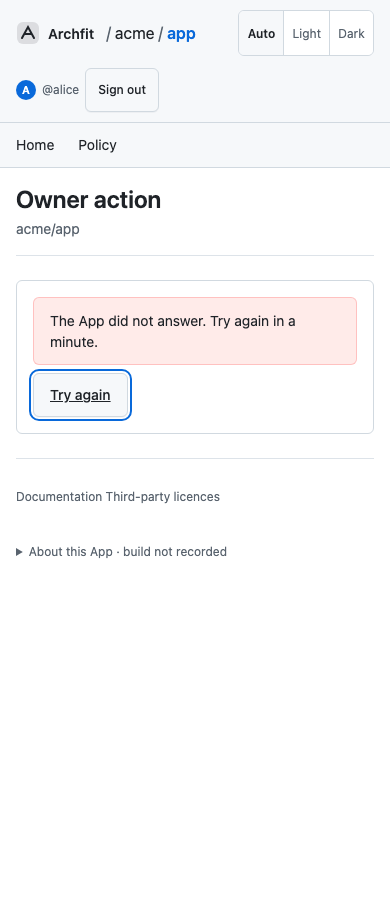 Archfit / acme / app
Auto Light Dark
A @alice Sign out
Home Policy
Owner action
acme/app
The App did not answer. Try again in a
minute.
Try again
Documentation Third-party licences
About this App · build not recorded